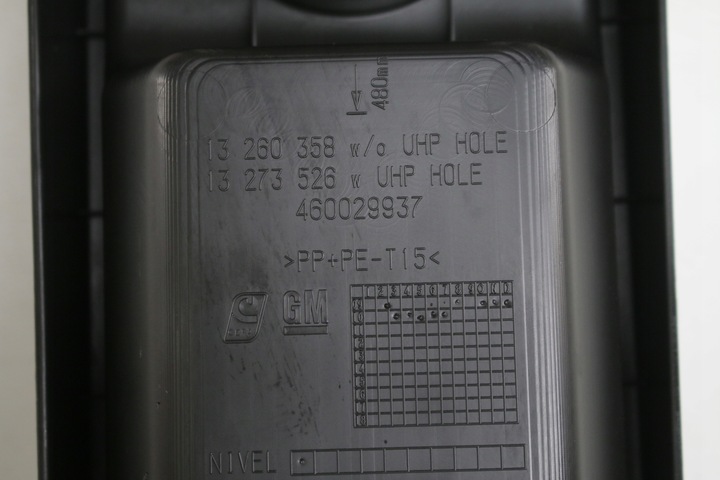 480mm
13 260 358 w/o UHP HOLE
13 273 526 w UHP HOLE
460029937
>PP+PE-T15<
GM
NIVEL